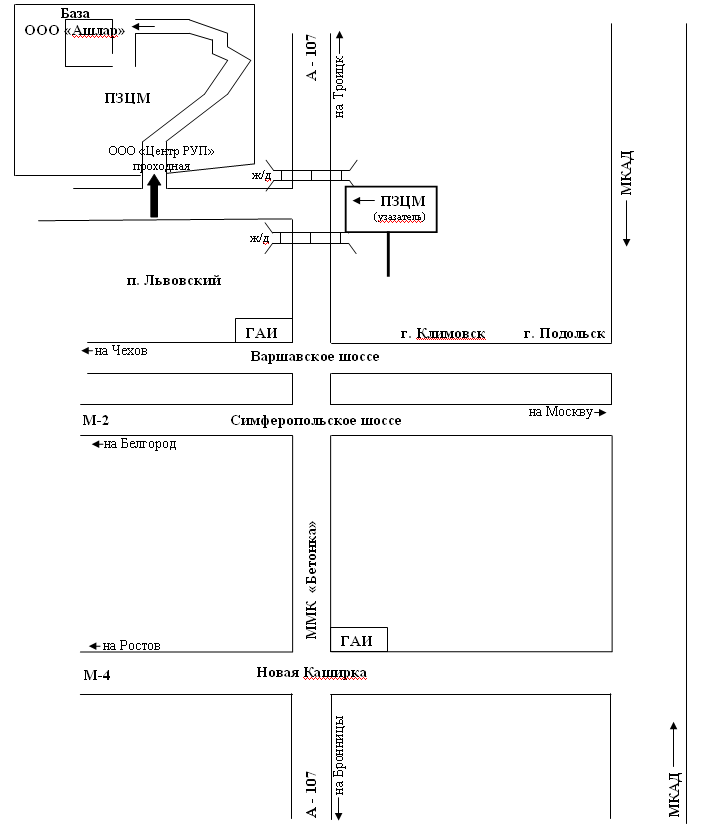 База
ООО «Ашлар»
ПЗЦМ
ООО «Центр РУП»
проходная
А - 107
на Троицк
МКАД
ж/д
ПЗЦМ
(узазатель)
ж/д
п. Львовский
ГАИ
г. Климовск
г. Подольск
на Чехов
Варшавское шоссе
на Москву
М-2
Симферопольское шоссе
на Белгород
ММК «Бетонка»
ГАИ
на Ростов
М-4
Новая Каширка
А - 107
на Бронницы
МКАД